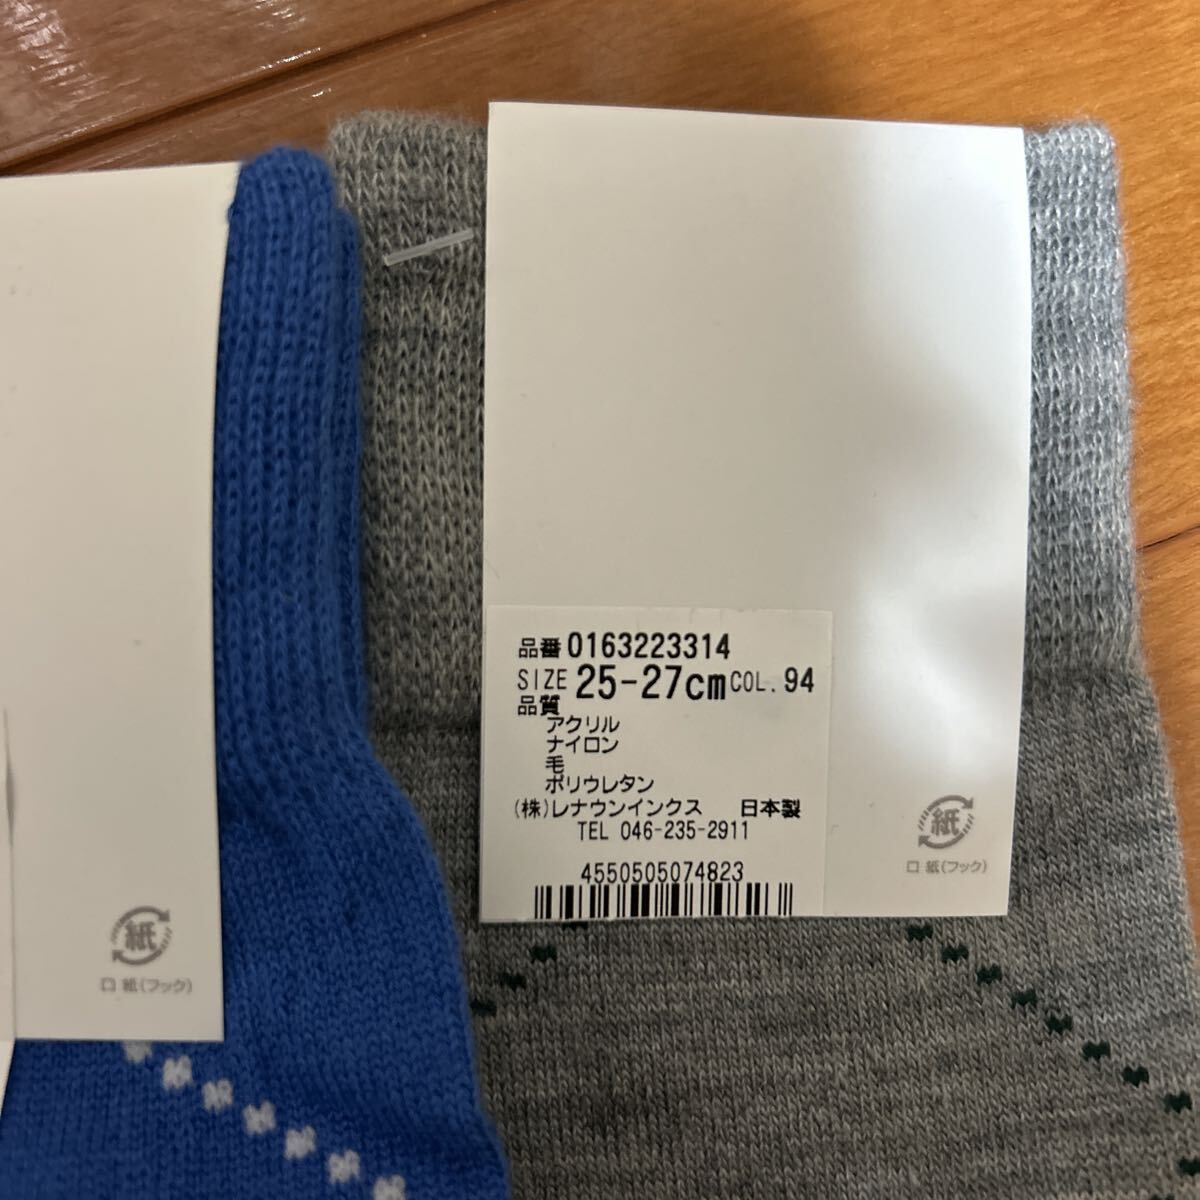 品番 0163223314
SIZE 25-27cm COL. 94
品質
アクリル
ナイロン
毛
ポリウレタン
(株)レナウンインクス 日本製
TEL 046-235-2911
4550505074823
紙
口 紙(フック)
紙
口 紙(フック)